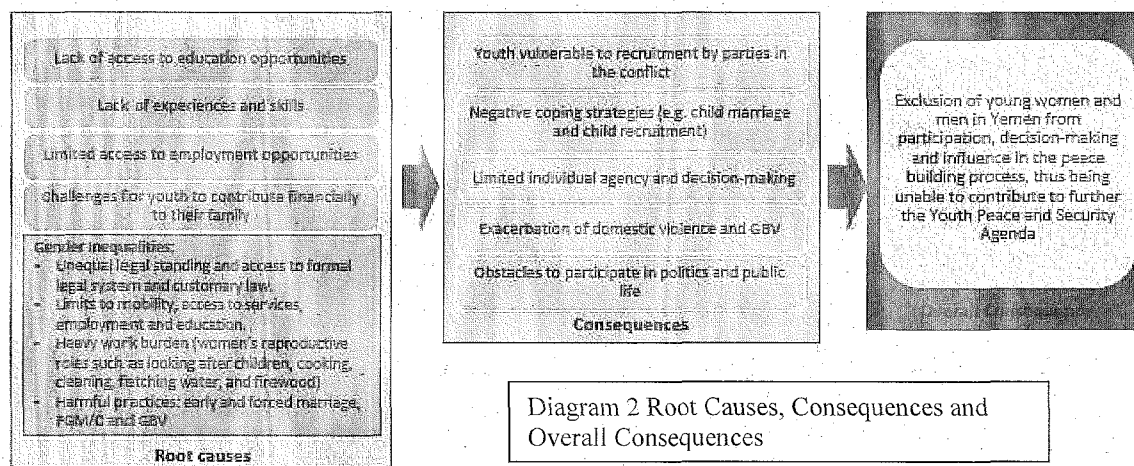 Lack of access to education opportunities
Lack of experiences and skills
Limited access to employment opportunities
Challenges for youth to contribute financially
to their family
Gender inequalities:
- Unequal legal standing and access to formal
legal system and customary law.
- Limits to mobility, access to services,
employment and education,
- Heavy work burden (women's reproductive
roles such as looking after children, cooking,
cleaning, fetching water, and firewood)
- Harmful practices: early and forced marriage,
FGM/C and GBV
Root causes
Youth vulnerable to recruitment by parties in
the conflict
Negative coping strategies (e.g. child marriage
and child recruitment)
Limited individual agency and decision-making
Exacerbation of domestic violence and GBV
Obstacles to participate in politics and public
life
Consequences
Exclusion of young women and
men in Yemen from
participation, decision-making
and influence in the peace
building process, thus being
unable to contribute to further
the Youth Peace and Security
Agenda
Diagram 2 Root Causes, Consequences and
Overall Consequences